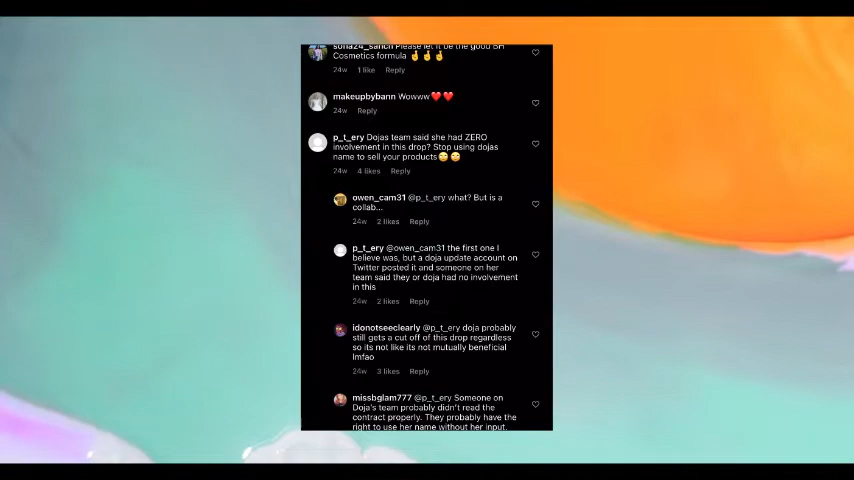 sofia24_sanch Please let it be the good BH
Cosmetics formula 🤞🤞🤞
24w 1 like Reply
makeupbybann Wowww❤️❤️
24w Reply
p_t_ery Dojas team said she had ZERO
involvement in this drop? Stop using dojas
name to sell your products🙄🙄
24w 4 likes Reply
owen_cam31 @p_t_ery what? But is a
collab...
24w 2 likes Reply
p_t_ery @owen_cam31 the first one I
believe was, but a doja update account on
Twitter posted it and someone on her
team said they or doja had no involvement
in this
24w 2 likes Reply
idonotseeclearly @p_t_ery doja probably
still gets a cut off of this drop regardless
so its not like its not mutually beneficial
lmfao
24w 3 likes Reply
missbglam777 @p_t_ery Someone on
Doja's team probably didn't read the
contract properly. They probably have the
right to use her name without her input.